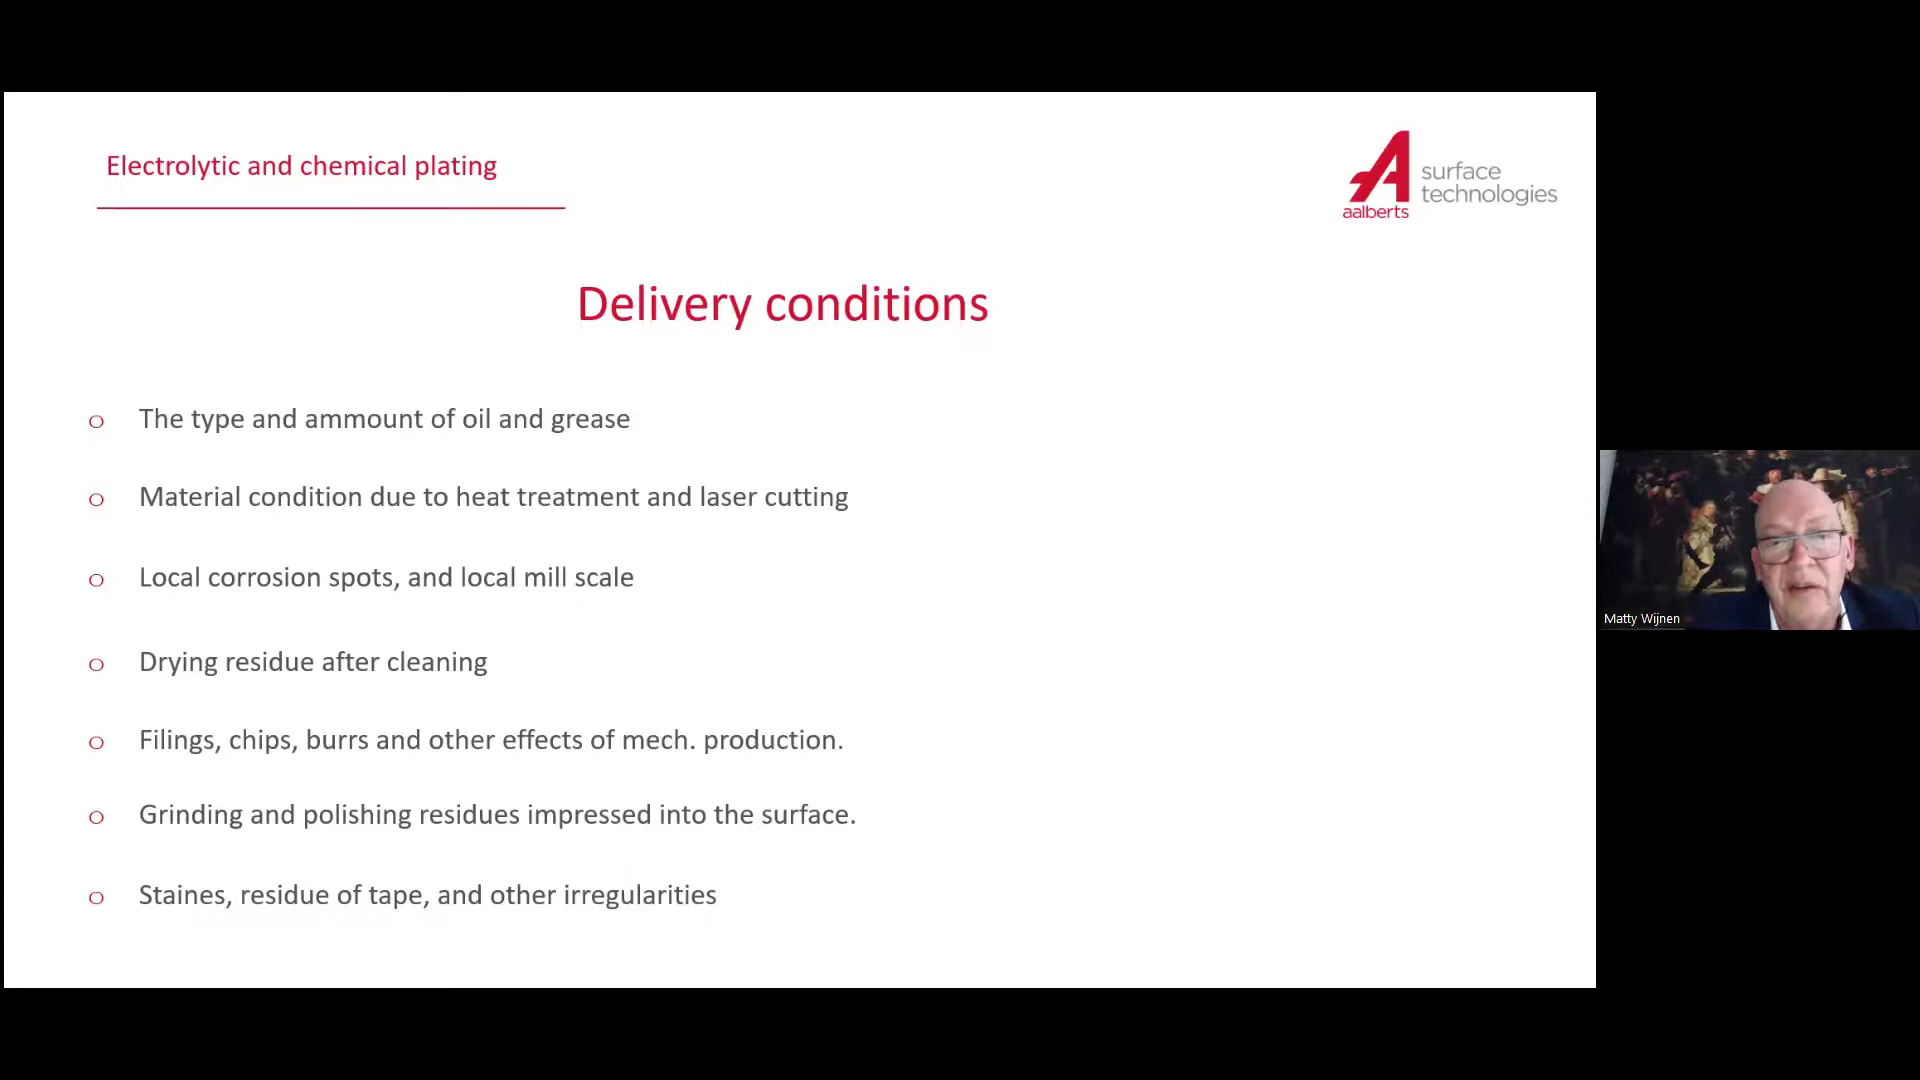 Electrolytic and chemical plating
surface
technologies
aalberts
Delivery conditions
o The type and ammount of oil and grease
o Material condition due to heat treatment and laser cutting
o Local corrosion spots, and local mill scale
o Drying residue after cleaning
o Filings, chips, burrs and other effects of mech. production.
o Grinding and polishing residues impressed into the surface.
o Staines, residue of tape, and other irregularities
Matty Wijnen